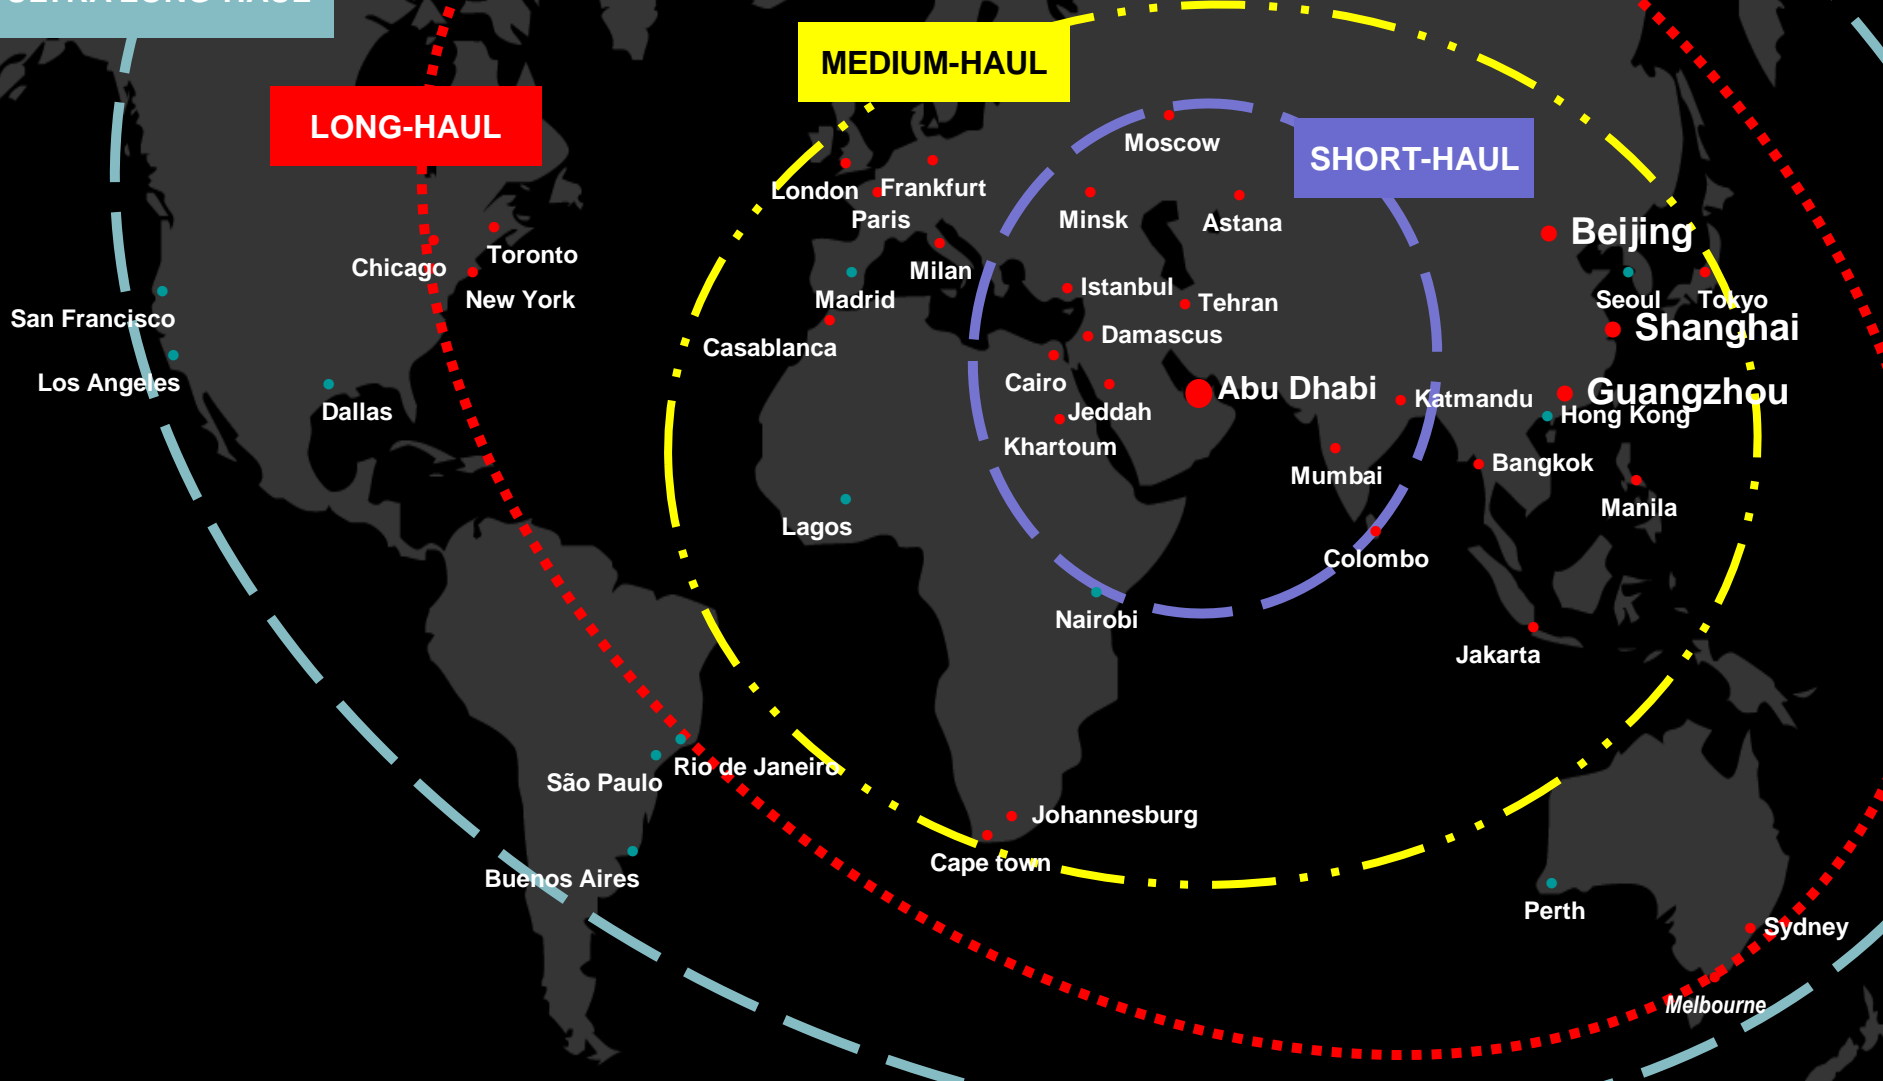 ULTRA LONG-HAUL
MEDIUM-HAUL
LONG-HAUL
SHORT-HAUL
Moscow
London
Frankfurt
Paris
Minsk
Astana
Beijing
Toronto
Chicago
Milan
Istanbul
Madrid
Tehran
New York
Seoul
Tokyo
San Francisco
Shanghai
Damascus
Casablanca
Los Angeles
Cairo
Abu Dhabi
Guangzhou
Katmandu
Dallas
Jeddah
Hong Kong
Khartoum
Mumbai
Bangkok
Manila
Lagos
Colombo
Nairobi
Jakarta
Rio de Janeiro
São Paulo
Johannesburg
Cape town
Buenos Aires
Perth
Sydney
Melbourne